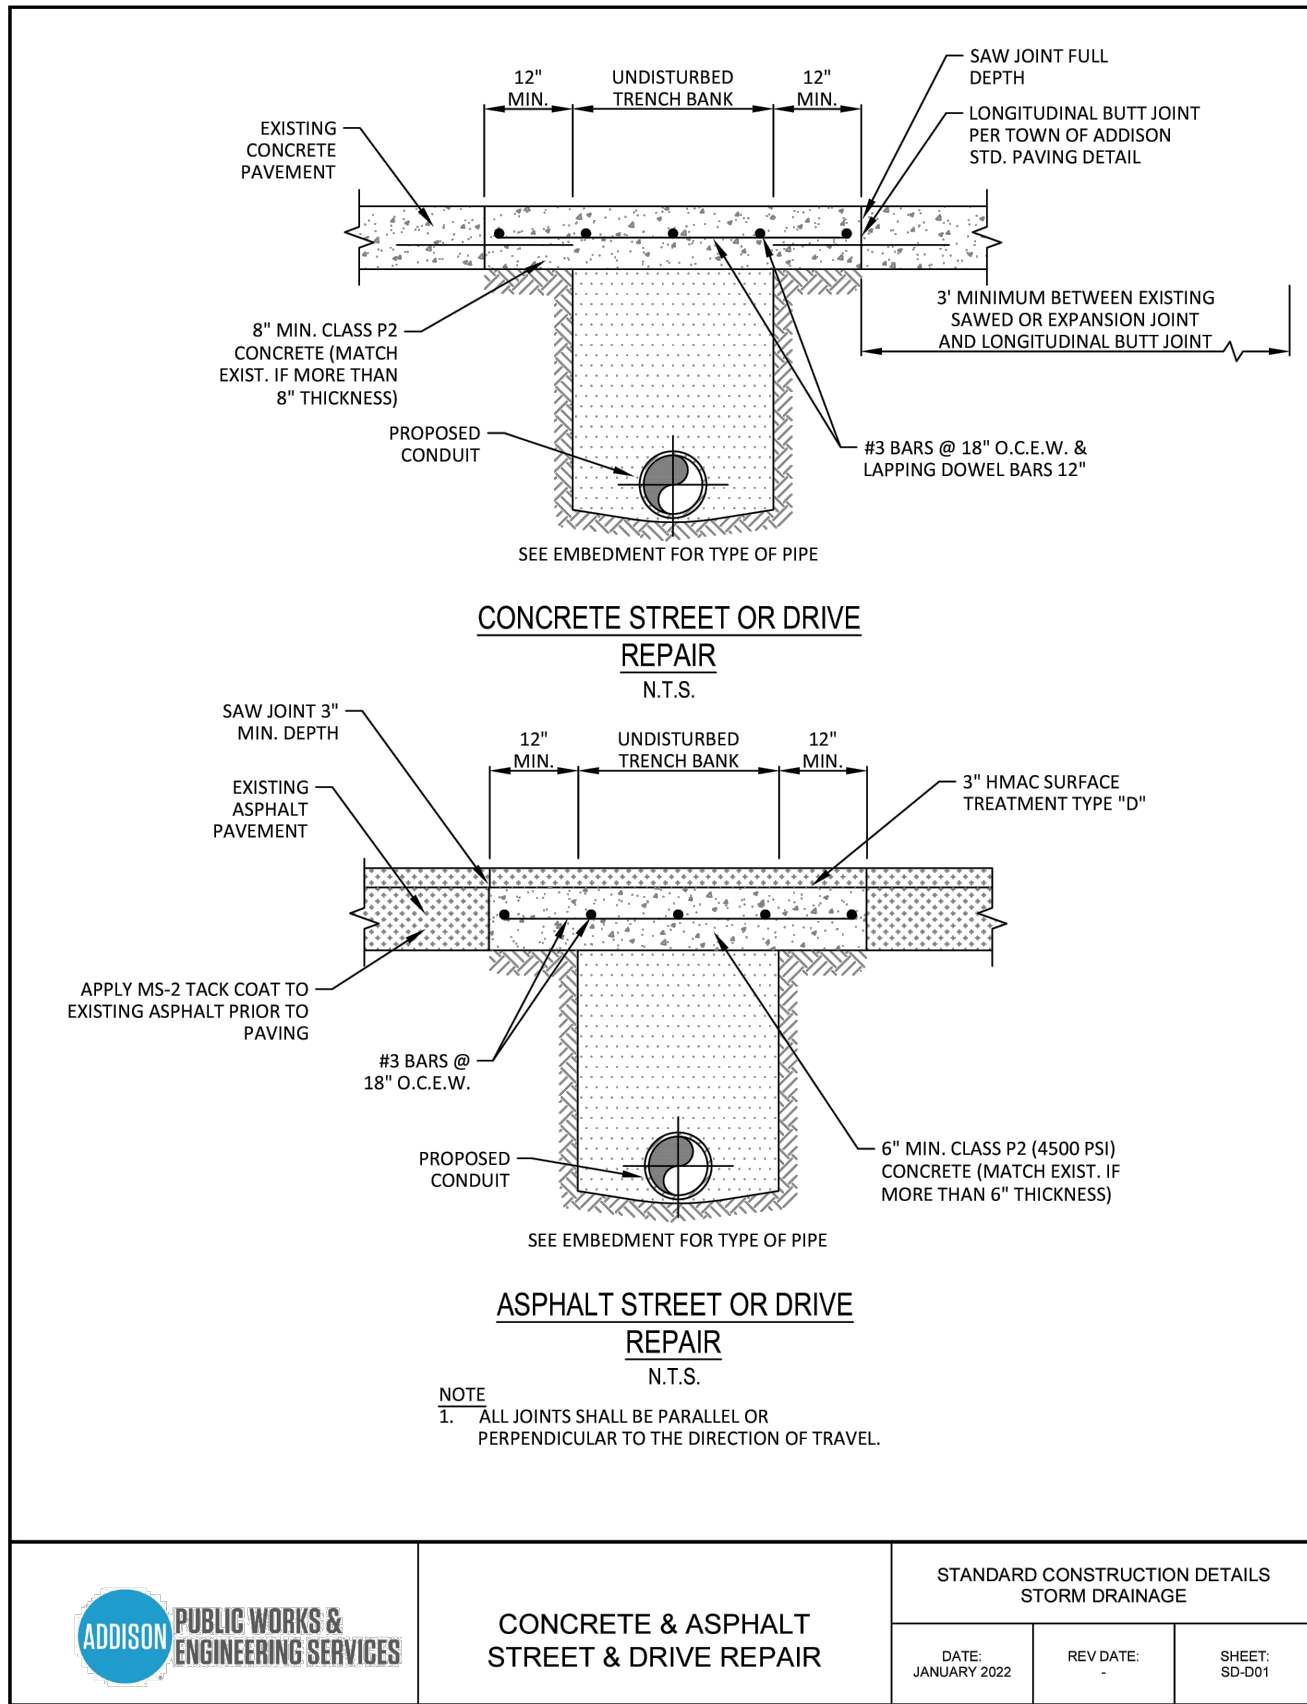 12"
MIN.
UNDISTURBED
TRENCH BANK
12"
MIN.
SAW JOINT FULL
DEPTH
LONGITUDINAL BUTT JOINT
PER TOWN OF ADDISON
STD. PAVING DETAIL
EXISTING
CONCRETE
PAVEMENT
3' MINIMUM BETWEEN EXISTING
SAWED OR EXPANSION JOINT
AND LONGITUDINAL BUTT JOINT
8" MIN. CLASS P2
CONCRETE (MATCH
EXIST. IF MORE THAN
8" THICKNESS)
PROPOSED
CONDUIT
#3 BARS @ 18" O.C.E.W. &
LAPPING DOWEL BARS 12"
SEE EMBEDMENT FOR TYPE OF PIPE
CONCRETE STREET OR DRIVE
REPAIR
N.T.S.
SAW JOINT 3"
MIN. DEPTH
12"
MIN.
UNDISTURBED
TRENCH BANK
12"
MIN.
EXISTING
ASPHALT
PAVEMENT
3" HMAC SURFACE
TREATMENT TYPE "D"
APPLY MS-2 TACK COAT TO
EXISTING ASPHALT PRIOR TO
PAVING
#3 BARS @
18" O.C.E.W.
PROPOSED
CONDUIT
6" MIN. CLASS P2 (4500 PSI)
CONCRETE (MATCH EXIST. IF
MORE THAN 6" THICKNESS)
SEE EMBEDMENT FOR TYPE OF PIPE
ASPHALT STREET OR DRIVE
REPAIR
N.T.S.
NOTE
1. ALL JOINTS SHALL BE PARALLEL OR
PERPENDICULAR TO THE DIRECTION OF TRAVEL.
ADDISON
PUBLIC WORKS &
ENGINEERING SERVICES
CONCRETE & ASPHALT
STREET & DRIVE REPAIR
STANDARD CONSTRUCTION DETAILS
STORM DRAINAGE
DATE:
JANUARY 2022
REV DATE:
-
SHEET:
SD-D01